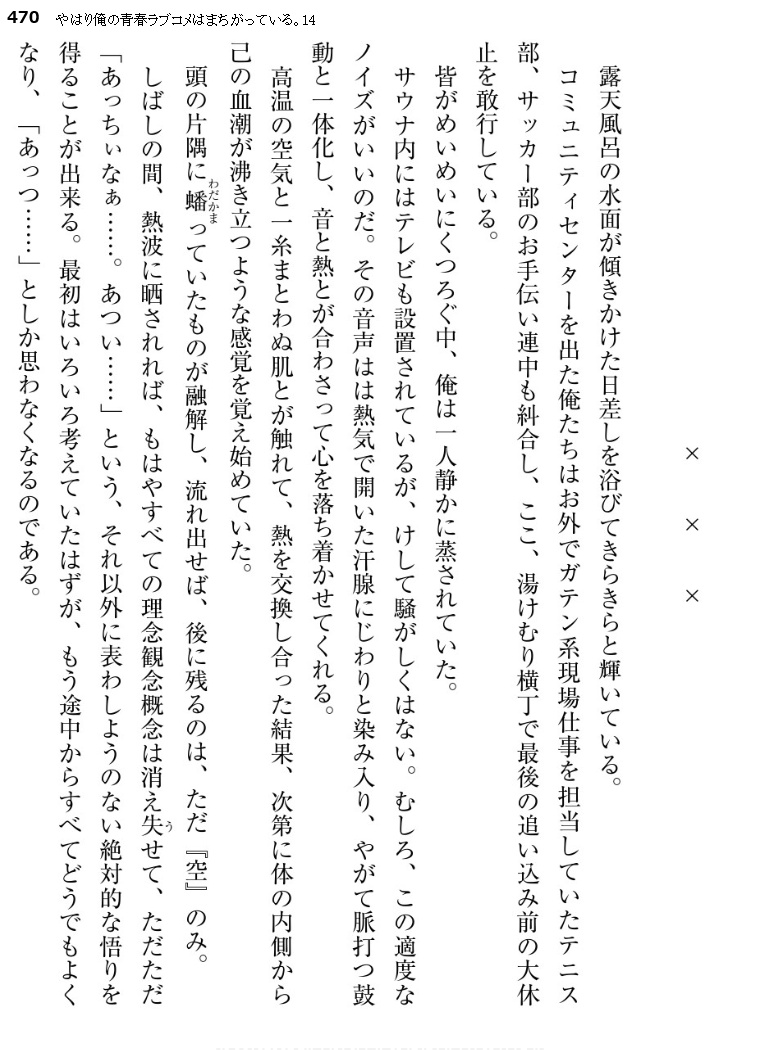 470 やはり俺の青春ラブコメはまちがっている。14
×　×　×
露天風呂の水面が傾きかけた日差しを浴びてきらきらと輝いている。
コミュニティセンターを出た俺たちはお外でガテン系現場仕事を担当していたテニス
部、サッカー部のお手伝い連中も糾合し、ここ、湯けむり横丁で最後の追い込み前の大休
止を敢行している。
皆がめいめいにくつろぐ中、俺は一人静かに蒸されていた。
サウナ内にはテレビも設置されているが、けして騒がしくはない。むしろ、この適度な
ノイズがいいのだ。その音声はは熱気で開いた汗腺にじわりと染み入り、やがて脈打つ鼓
動と一体化し、音と熱とが合わさって心を落ち着かせてくれる。
高温の空気と一糸まとわぬ肌とが触れて、熱を交換し合った結果、次第に体の内側から
己の血潮が沸き立つような感覚を覚え始めていた。
頭の片隅に蟠わだかまっていたものが融解し、流れ出せば、後に残るのは、ただ『空』のみ。
しばしの間、熱波に晒されれば、もはやすべての理念観念概念は消え失うせて、ただただ
「あっちぃなぁ……。あつい……」という、それ以外に表わしようのない絶対的な悟りを
得ることが出来る。最初はいろいろ考えていたはずが、もう途中からすべてどうでもよく
なり、「あっつ……」としか思わなくなるのである。